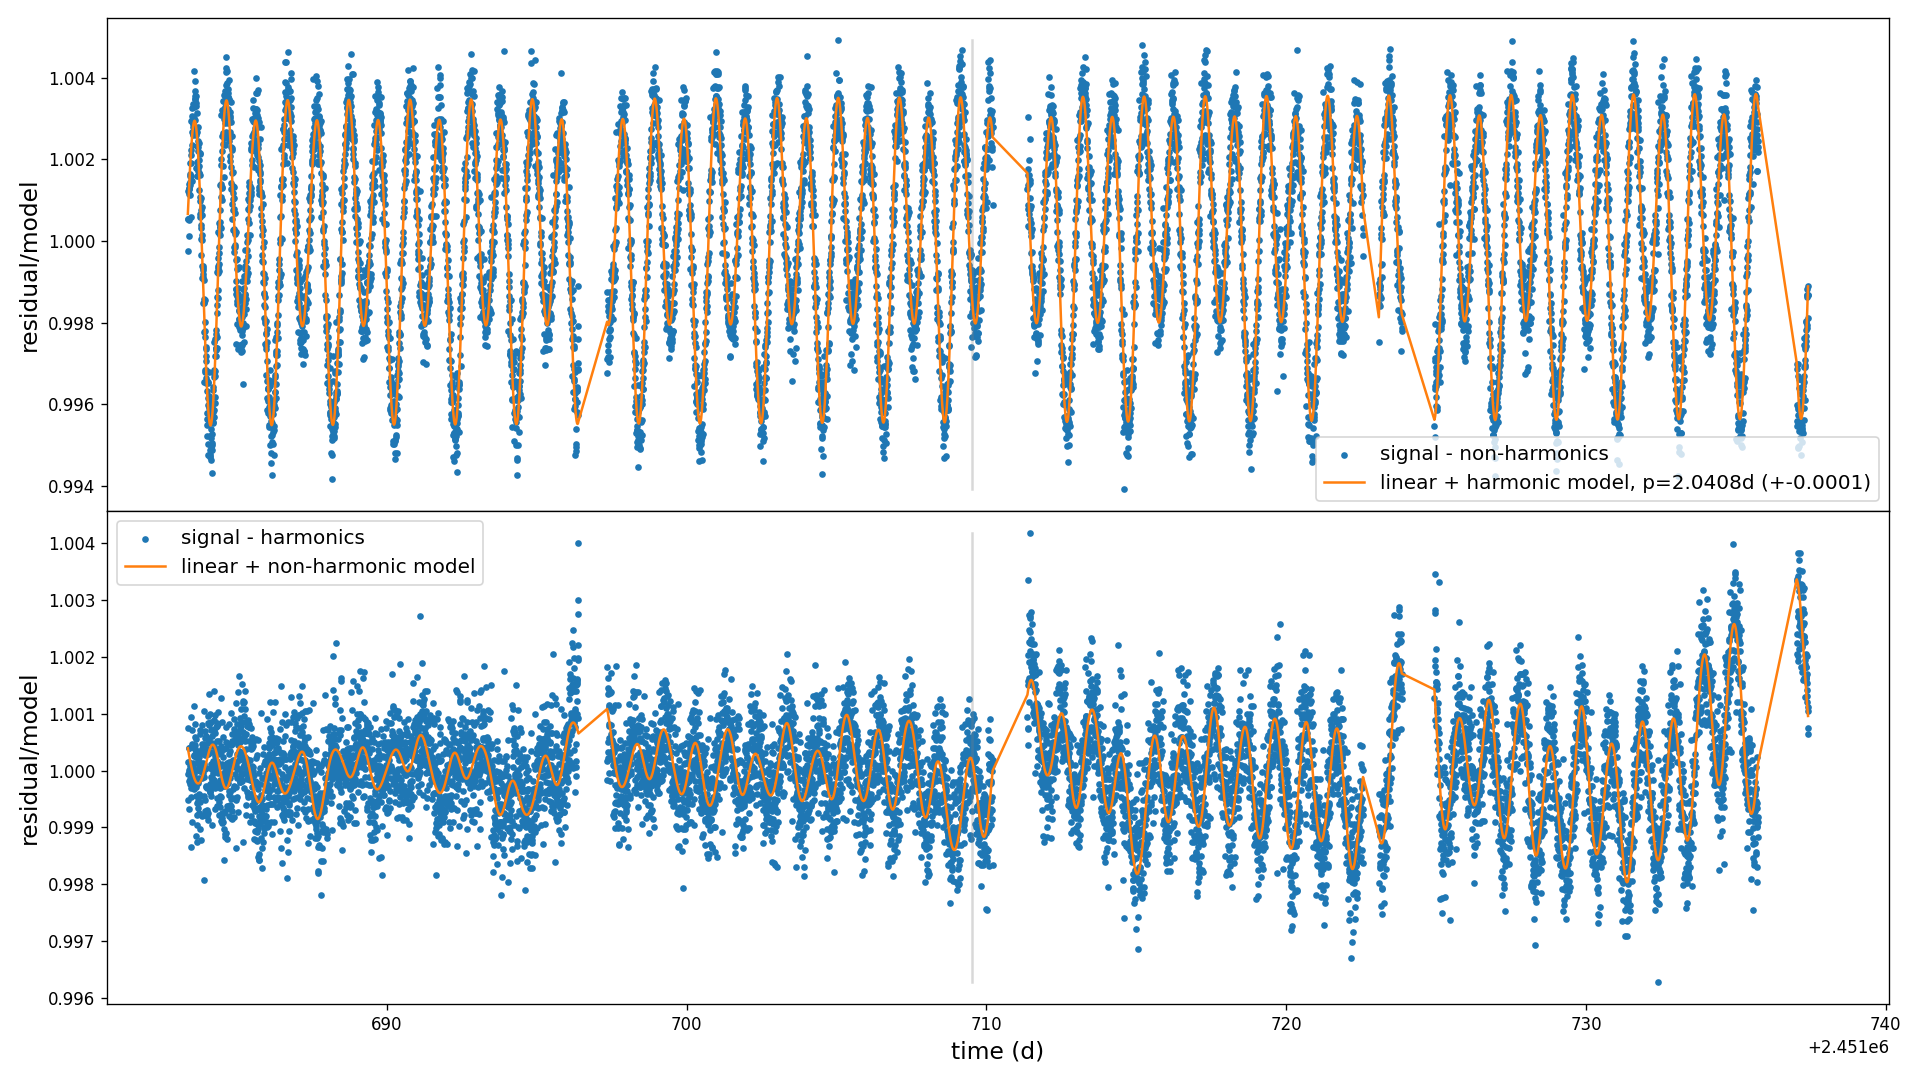 residual/model
1.004
1.002
1.000
0.998
0.996
0.994
signal - non-harmonics
linear + harmonic model, p=2.0408d (+-0.0001)
residual/model
1.004
1.003
1.002
1.001
1.000
0.999
0.998
0.997
0.996
signal - harmonics
linear + non-harmonic model
690
700
710
720
730
740
time (d)
+2.451e6